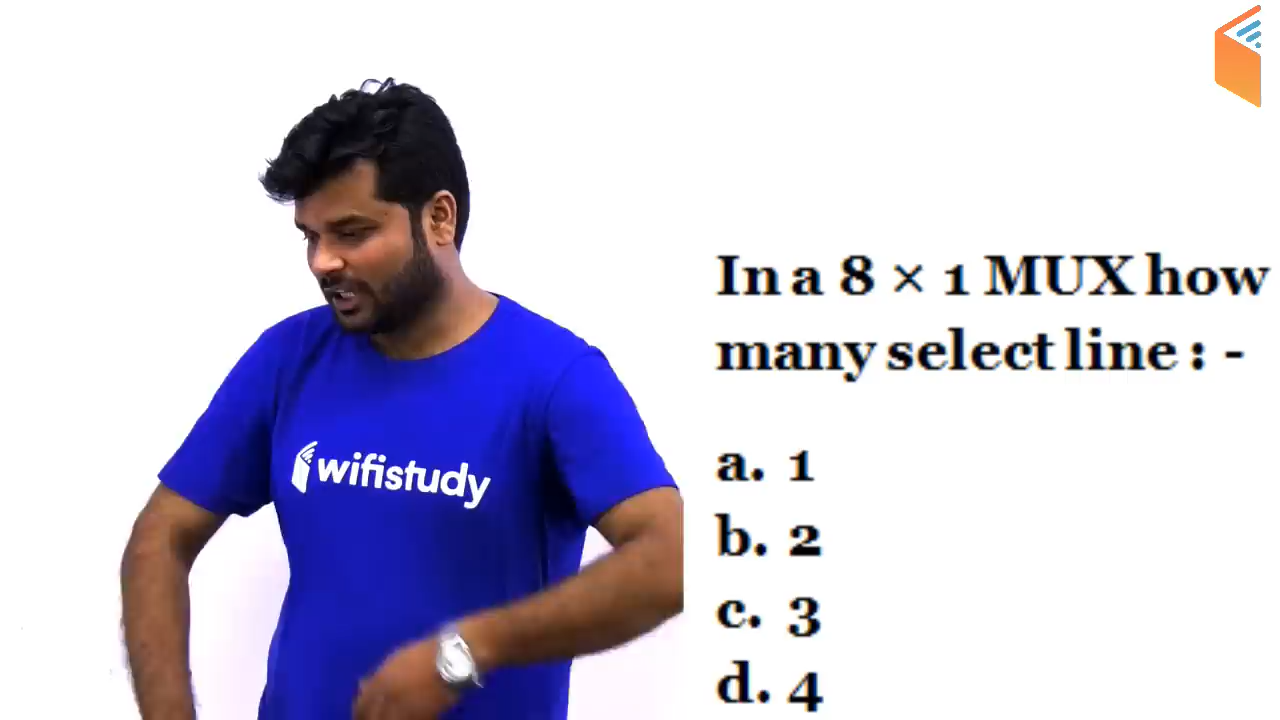 wifistudy
In a 8 × 1 MUX how
many select line : -
a. 1
b. 2
c. 3
d. 4